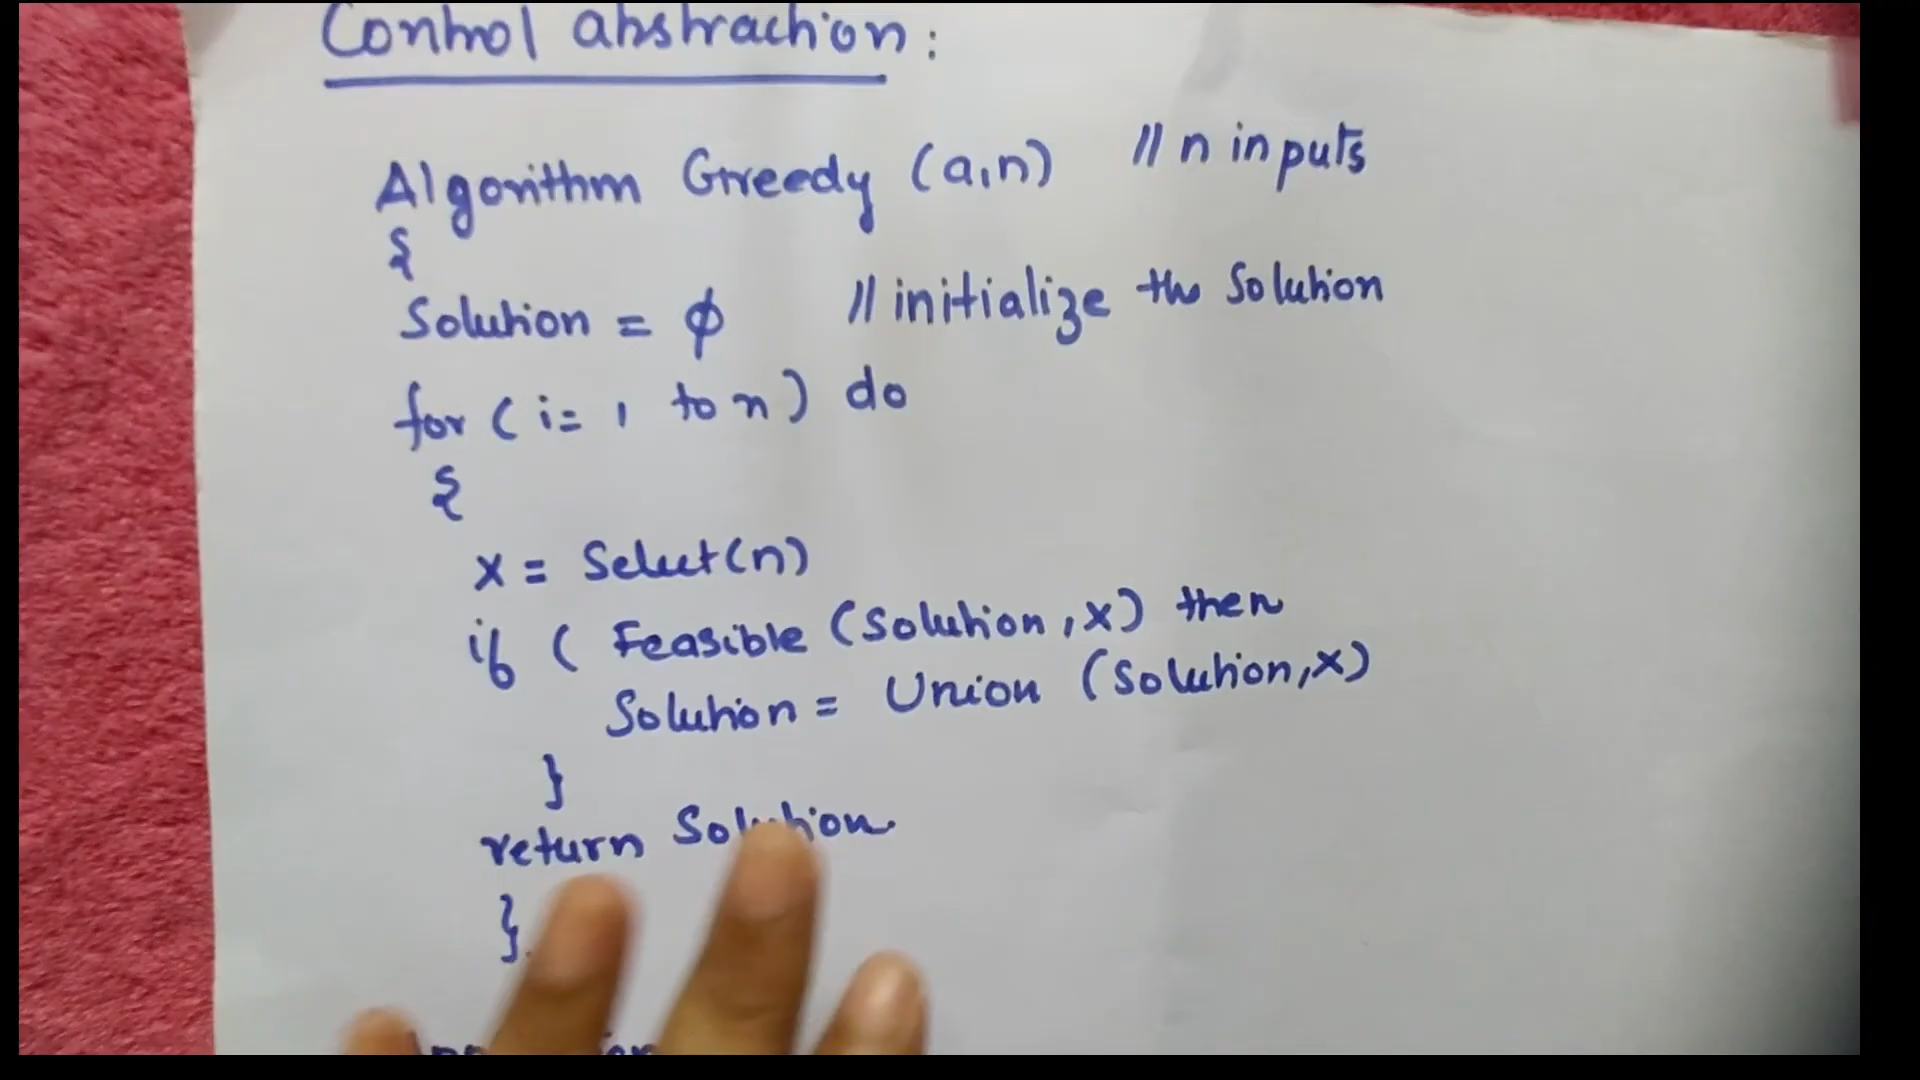 Control abstraction:
Algorithm Greedy (a,n) // n inputs
{
Solution = φ // initialize the Solution
for (i= 1 to n) do
{
x = Select(n)
if ( Feasible (Solution,x) then
Solution = Union (Solution,x)
}
return Solution.
}.